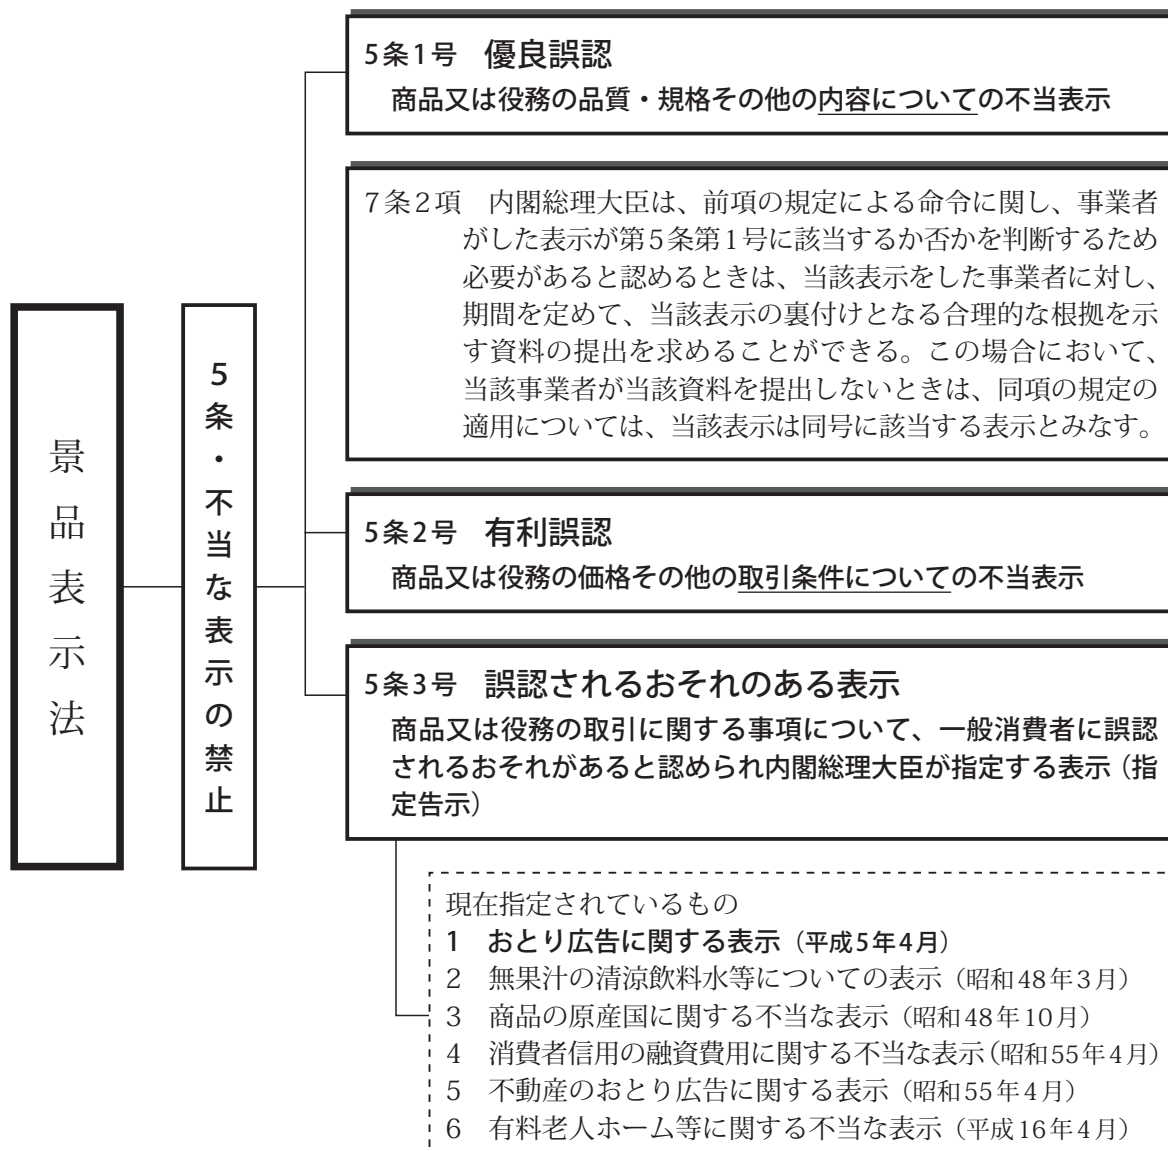 景品表示法
5条・不当な表示の禁止
5条1号 優良誤認
商品又は役務の品質・規格その他の内容についての不当表示
7条2項 内閣総理大臣は、前項の規定による命令に関し、事業者
がした表示が第5条第1号に該当するか否かを判断するため
必要があると認めるときは、当該表示をした事業者に対し、
期間を定めて、当該表示の裏付けとなる合理的な根拠を示
す資料の提出を求めることができる。この場合において、
当該事業者が当該資料を提出しないときは、同項の規定の
適用については、当該表示は同号に該当する表示とみなす。
5条2号 有利誤認
商品又は役務の価格その他の取引条件についての不当表示
5条3号 誤認されるおそれのある表示
商品又は役務の取引に関する事項について、一般消費者に誤認
されるおそれがあると認められ内閣総理大臣が指定する表示(指
定告示)
現在指定されているもの
1 おとり広告に関する表示(平成5年4月)
2 無果汁の清涼飲料水等についての表示(昭和48年3月)
3 商品の原産国に関する不当な表示(昭和48年10月)
4 消費者信用の融資費用に関する不当な表示(昭和55年4月)
5 不動産のおとり広告に関する表示(昭和55年4月)
6 有料老人ホーム等に関する不当な表示(平成16年4月)